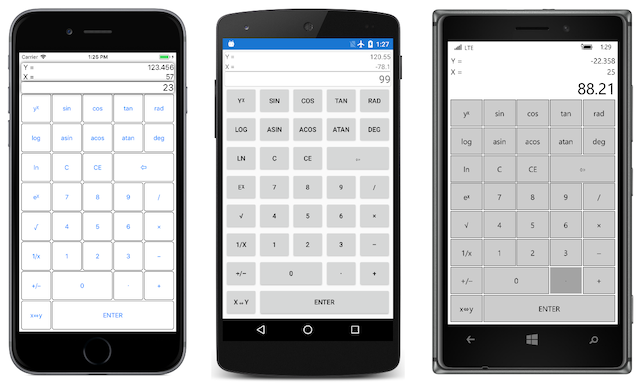 Carrier 1:25 PM
Y = 123.456
X = 57
23
yˣ sin cos tan rad
log asin acos atan deg
ln C CE ⇦
eˣ 7 8 9 /
√ 4 5 6 ×
1/x 1 2 3 −
+/− 0 · +
x⇔y ENTER
1:27
Y = 129.55
X = -78.1
99
Yˣ SIN COS TAN RAD
LOG ASIN ACOS ATAN DEG
LN C CE ⇦
Eˣ 7 8 9 /
√ 4 5 6 ×
1/X 1 2 3 −
+/− 0 · +
X⇔Y ENTER
LTE 1:29
Y = -22.358
X = 25
88.21
yˣ sin cos tan rad
log asin acos atan deg
ln C CE ⇦
eˣ 7 8 9 /
√ 4 5 6 ×
1/x 1 2 3 −
+/− 0 · +
x⇔y ENTER